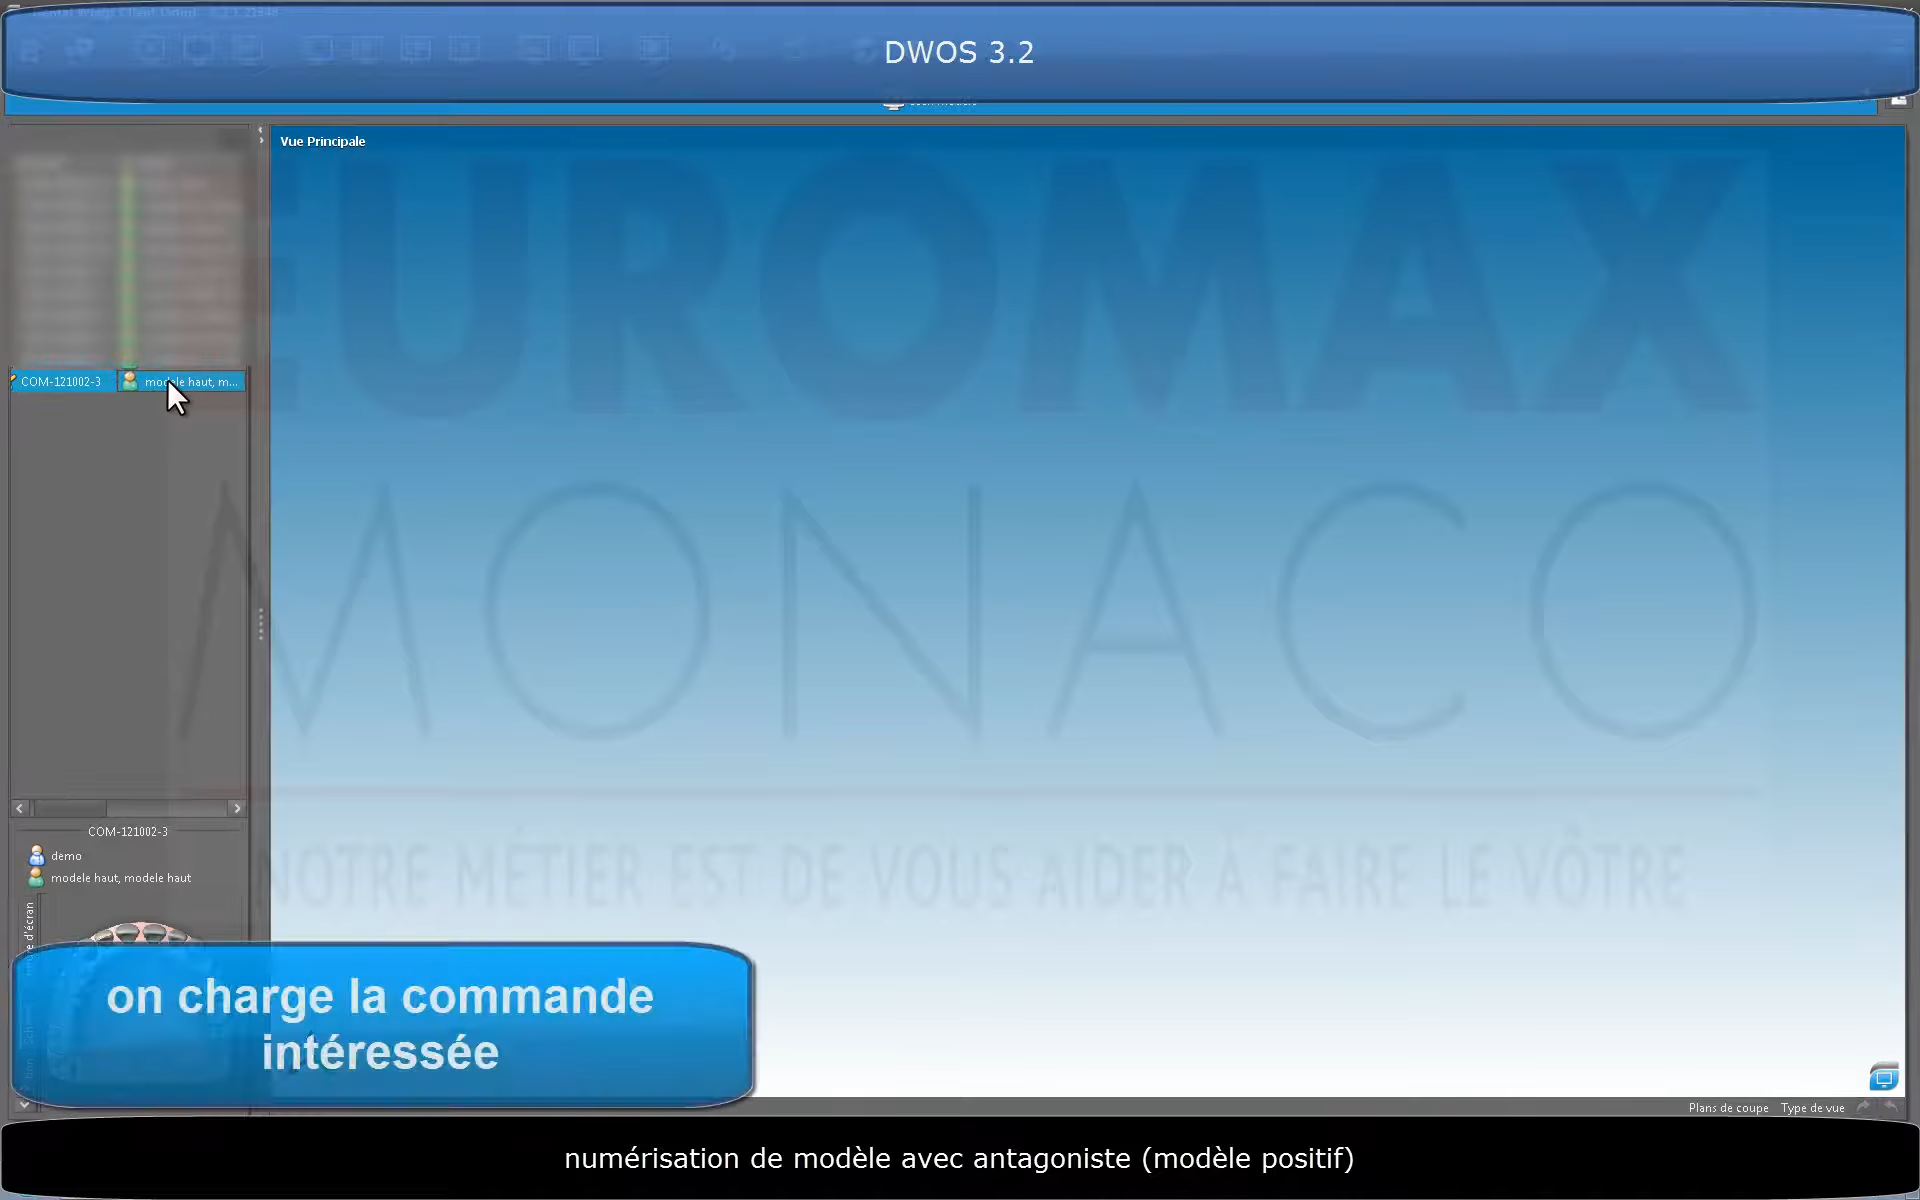 DWOS 3.2
Vue Principale
EUROMAX
MONACO
NOTRE MÉTIER EST DE VOUS AIDER À FAIRE LE VÔTRE
COM-121002-3
modele haut, m...
COM-121002-3
demo
modele haut, modele haut
on charge la commande
intéressée
Plans de coupe
Type de vue
numérisation de modèle avec antagoniste (modèle positif)